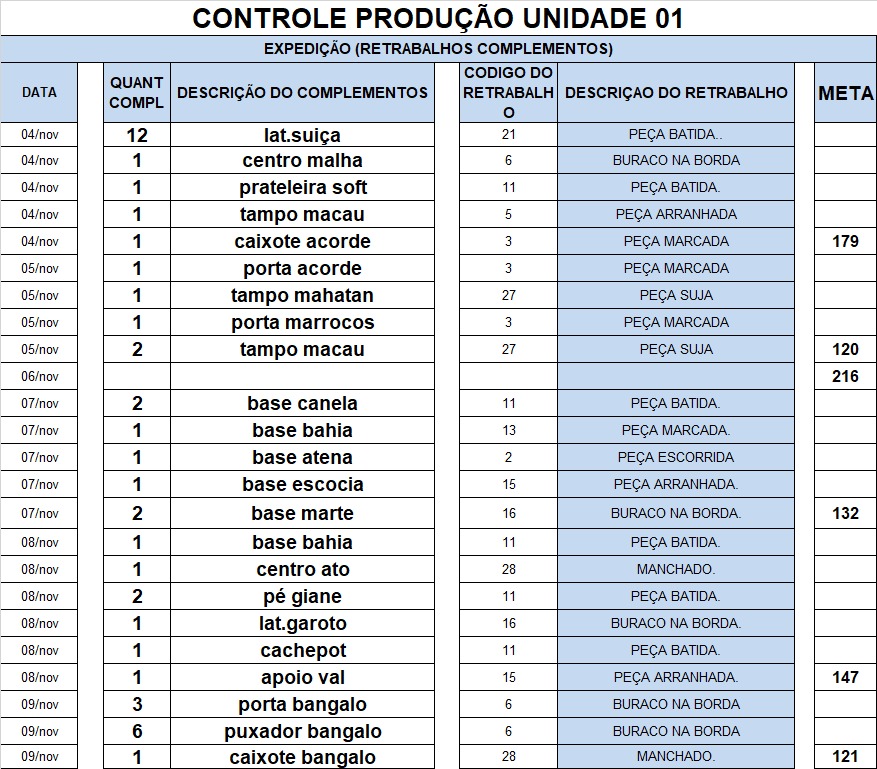 CONTROLE PRODUÇÃO UNIDADE 01
EXPEDIÇÃO (RETRABALHOS COMPLEMENTOS)
DATA QUANT COMPL DESCRIÇÃO DO COMPLEMENTOS CODIGO DO RETRABALHO DESCRIÇAO DO RETRABALHO META
04/nov 12 lat.suiça 21 PEÇA BATIDA..
04/nov 1 centro malha 6 BURACO NA BORDA
04/nov 1 prateleira soft 11 PEÇA BATIDA.
04/nov 1 tampo macau 5 PEÇA ARRANHADA
04/nov 1 caixote acorde 3 PEÇA MARCADA 179
05/nov 1 porta acorde 3 PEÇA MARCADA
05/nov 1 tampo mahatan 27 PEÇA SUJA
05/nov 1 porta marrocos 3 PEÇA MARCADA
05/nov 2 tampo macau 27 PEÇA SUJA 120
06/nov 216
07/nov 2 base canela 11 PEÇA BATIDA.
07/nov 1 base bahia 13 PEÇA MARCADA.
07/nov 1 base atena 2 PEÇA ESCORRIDA
07/nov 1 base escocia 15 PEÇA ARRANHADA.
07/nov 2 base marte 16 BURACO NA BORDA. 132
08/nov 1 base bahia 11 PEÇA BATIDA.
08/nov 1 centro ato 28 MANCHADO.
08/nov 2 pé giane 11 PEÇA BATIDA.
08/nov 1 lat.garoto 16 BURACO NA BORDA.
08/nov 1 cachepot 11 PEÇA BATIDA.
08/nov 1 apoio val 15 PEÇA ARRANHADA. 147
09/nov 3 porta bangalo 6 BURACO NA BORDA
09/nov 6 puxador bangalo 6 BURACO NA BORDA
09/nov 1 caixote bangalo 28 MANCHADO. 121